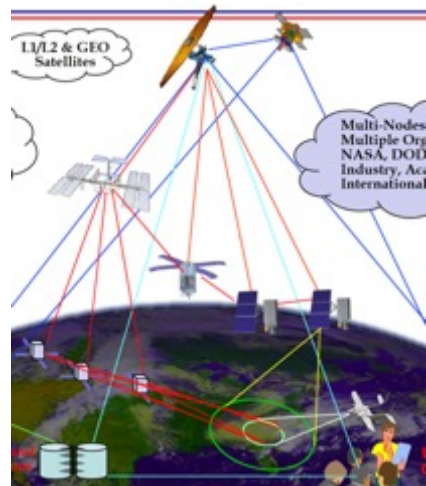 L1/L2 & GEO
Satellites
Multi-Nodes
Multiple Org
NASA, DOD
Industry, Aca
International